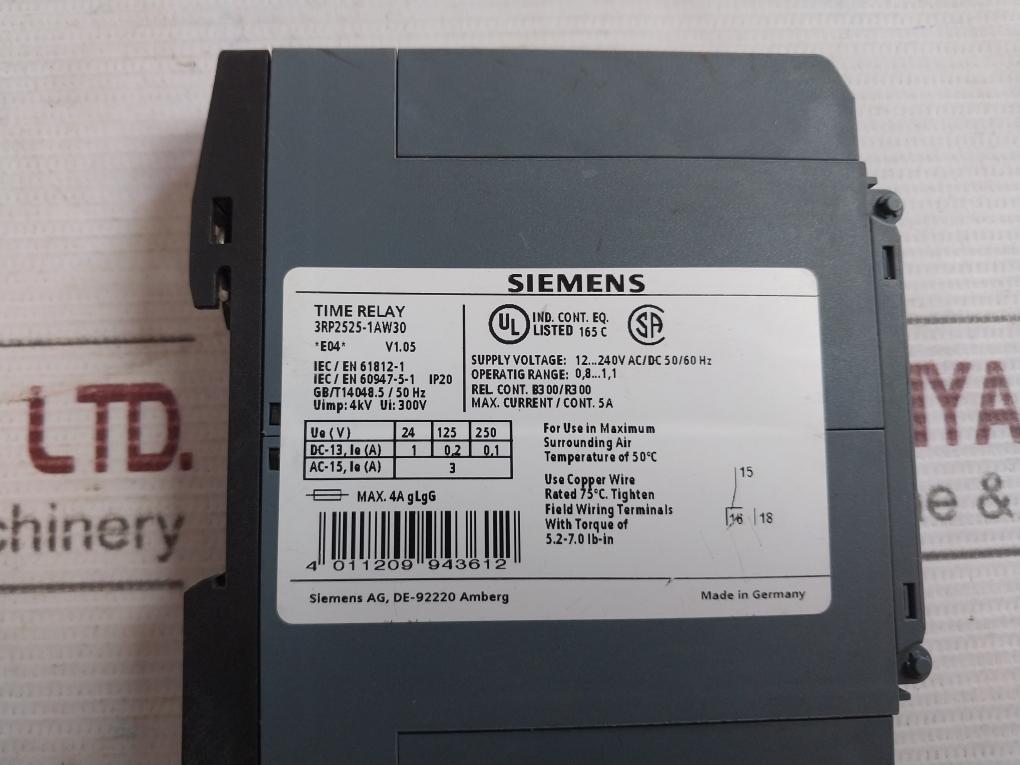 SIEMENS
TIME RELAY
3RP2525-1AW30
*E04* V1.05
IEC / EN 61812-1
IEC / EN 60947-5-1 IP20
GB/T14048.5 / 50 Hz
Uimp: 4kV Ui: 300V
UL
IND. CONT. EQ.
LISTED 165 C
SA
SUPPLY VOLTAGE: 12...240V AC/DC 50/60 Hz
OPERATIG RANGE: 0,8...1,1
REL. CONT. B300/R300
MAX. CURRENT / CONT. 5A
Ue ( V ) 24 125 250
DC-13, Ie (A) 1 0,2 0,1
AC-15, Ie (A) 3
MAX. 4A gLgG
4 011209 943612
For Use in Maximum
Surrounding Air
Temperature of 50°C
Use Copper Wire
Rated 75°C. Tighten
Field Wiring Terminals
With Torque of
5.2-7.0 lb-in
15
16 18
Siemens AG, DE-92220 Amberg
Made in Germany
LTD.
chinery
IYA
ne &